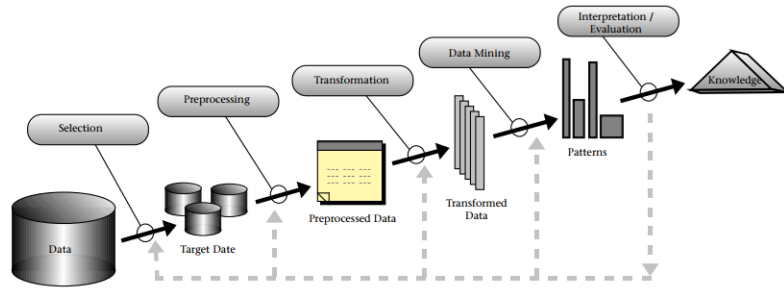 Interpretation /
Evaluation
Data Mining
Transformation
Preprocessing
Selection
Knowledge
Patterns
Transformed
Data
Preprocessed Data
Target Date
Data